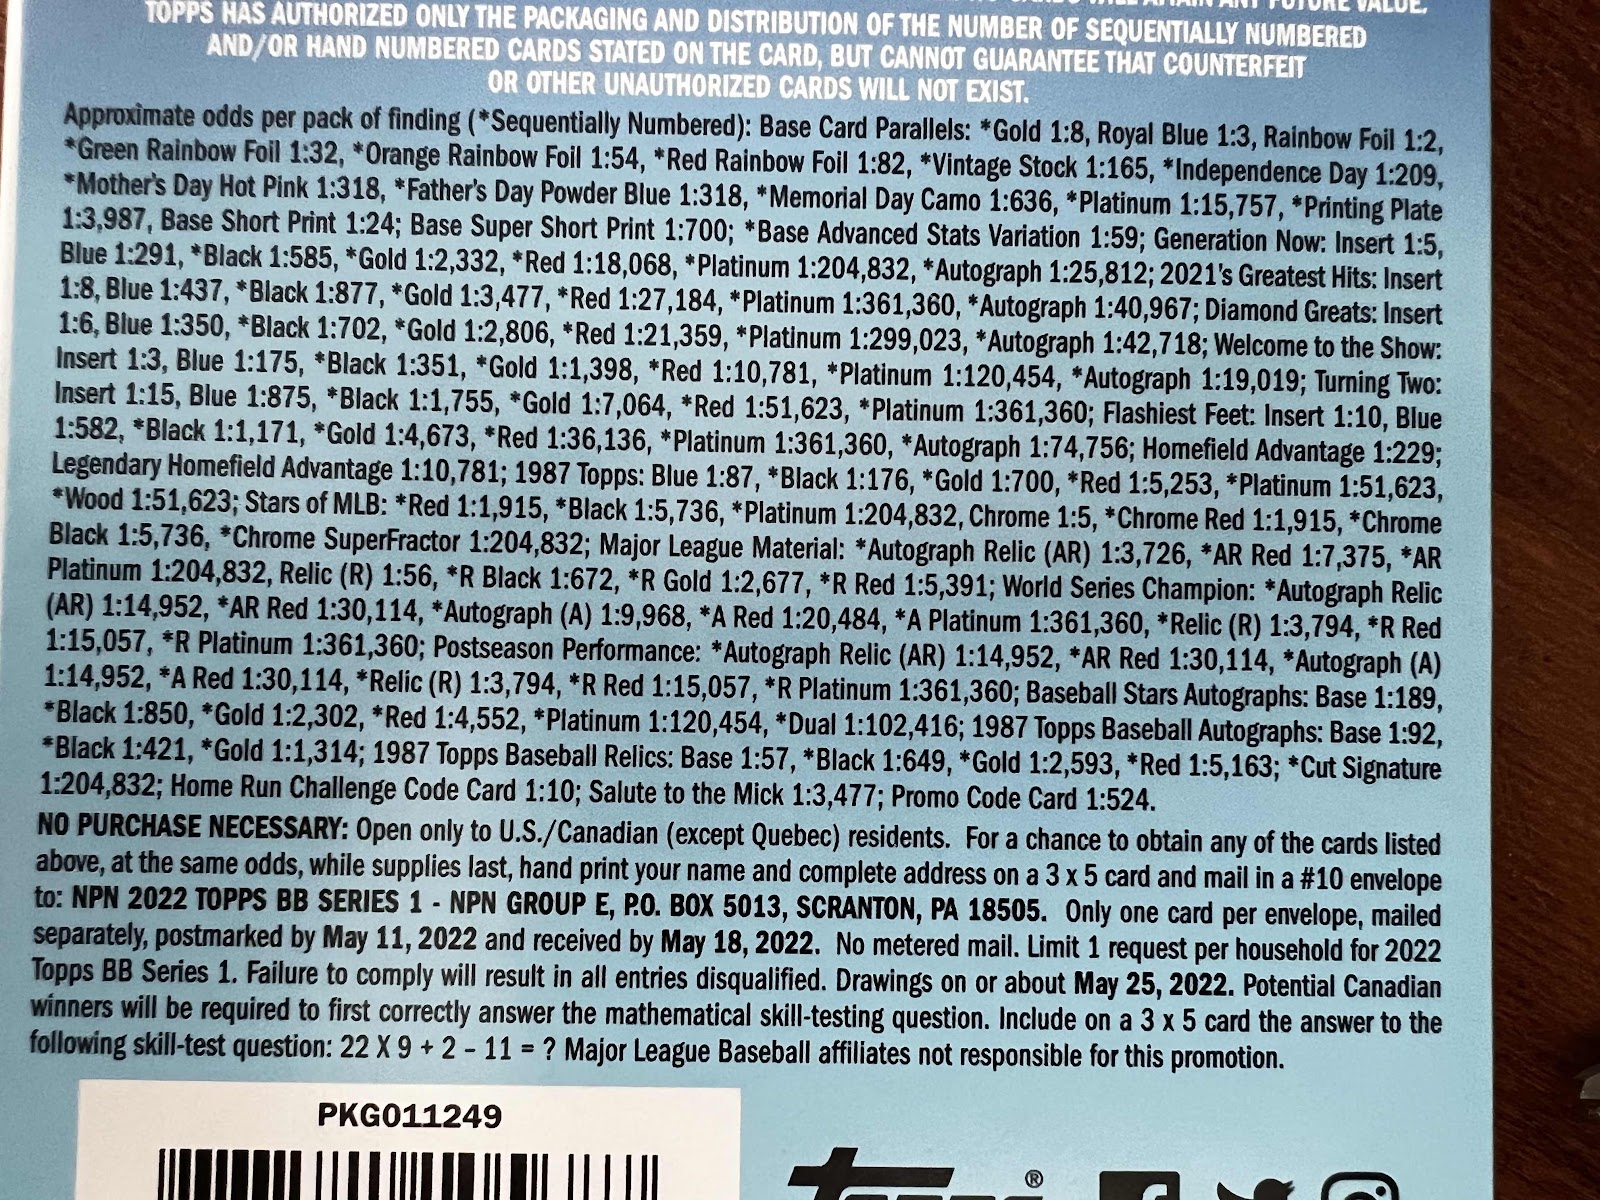 ANY FUTURE VALUE.
TOPPS HAS AUTHORIZED ONLY THE PACKAGING AND DISTRIBUTION OF THE NUMBER OF SEQUENTIALLY NUMBERED
AND/OR HAND NUMBERED CARDS STATED ON THE CARD, BUT CANNOT GUARANTEE THAT COUNTERFEIT
OR OTHER UNAUTHORIZED CARDS WILL NOT EXIST.
Approximate odds per pack of finding (*Sequentially Numbered): Base Card Parallels: *Gold 1:8, Royal Blue 1:3, Rainbow Foil 1:2,
*Green Rainbow Foil 1:32, *Orange Rainbow Foil 1:54, *Red Rainbow Foil 1:82, *Vintage Stock 1:165, *Independence Day 1:209,
*Mother's Day Hot Pink 1:318, *Father's Day Powder Blue 1:318, *Memorial Day Camo 1:636, *Platinum 1:15,757, *Printing Plate
1:3,987, Base Short Print 1:24; Base Super Short Print 1:700; *Base Advanced Stats Variation 1:59; Generation Now: Insert 1:5,
Blue 1:291, *Black 1:585, *Gold 1:2,332, *Red 1:18,068, *Platinum 1:204,832, *Autograph 1:25,812; 2021's Greatest Hits: Insert
1:8, Blue 1:437, *Black 1:877, *Gold 1:3,477, *Red 1:27,184, *Platinum 1:361,360, *Autograph 1:40,967; Diamond Greats: Insert
1:6, Blue 1:350, *Black 1:702, *Gold 1:2,806, *Red 1:21,359, *Platinum 1:299,023, *Autograph 1:42,718; Welcome to the Show:
Insert 1:3, Blue 1:175, *Black 1:351, *Gold 1:1,398, *Red 1:10,781, *Platinum 1:120,454, *Autograph 1:19,019; Turning Two:
Insert 1:15, Blue 1:875, *Black 1:1,755, *Gold 1:7,064, *Red 1:51,623, *Platinum 1:361,360; Flashiest Feet: Insert 1:10, Blue
1:582, *Black 1:1,171, *Gold 1:4,673, *Red 1:36,136, *Platinum 1:361,360, *Autograph 1:74,756; Homefield Advantage 1:229;
Legendary Homefield Advantage 1:10,781; 1987 Topps: Blue 1:87, *Black 1:176, *Gold 1:700, *Red 1:5,253, *Platinum 1:51,623,
*Wood 1:51,623; Stars of MLB: *Red 1:1,915, *Black 1:5,736, *Platinum 1:204,832, Chrome 1:5, *Chrome Red 1:1,915, *Chrome
Black 1:5,736, *Chrome SuperFractor 1:204,832; Major League Material: *Autograph Relic (AR) 1:3,726, *AR Red 1:7,375, *AR
Platinum 1:204,832, Relic (R) 1:56, *R Black 1:672, *R Gold 1:2,677, *R Red 1:5,391; World Series Champion: *Autograph Relic
(AR) 1:14,952, *AR Red 1:30,114, *Autograph (A) 1:9,968, *A Red 1:20,484, *A Platinum 1:361,360, *Relic (R) 1:3,794, *R Red
1:15,057, *R Platinum 1:361,360; Postseason Performance: *Autograph Relic (AR) 1:14,952, *AR Red 1:30,114, *Autograph (A)
1:14,952, *A Red 1:30,114, *Relic (R) 1:3,794, *R Red 1:15,057, *R Platinum 1:361,360; Baseball Stars Autographs: Base 1:189,
*Black 1:850, *Gold 1:2,302, *Red 1:4,552, *Platinum 1:120,454, *Dual 1:102,416; 1987 Topps Baseball Autographs: Base 1:92,
*Black 1:421, *Gold 1:1,314; 1987 Topps Baseball Relics: Base 1:57, *Black 1:649, *Gold 1:2,593, *Red 1:5,163; *Cut Signature
1:204,832; Home Run Challenge Code Card 1:10; Salute to the Mick 1:3,477; Promo Code Card 1:524.
NO PURCHASE NECESSARY: Open only to U.S./Canadian (except Quebec) residents. For a chance to obtain any of the cards listed
above, at the same odds, while supplies last, hand print your name and complete address on a 3 x 5 card and mail in a #10 envelope
to: NPN 2022 TOPPS BB SERIES 1 - NPN GROUP E, P.O. BOX 5013, SCRANTON, PA 18505. Only one card per envelope, mailed
separately, postmarked by May 11, 2022 and received by May 18, 2022. No metered mail. Limit 1 request per household for 2022
Topps BB Series 1. Failure to comply will result in all entries disqualified. Drawings on or about May 25, 2022. Potential Canadian
winners will be required to first correctly answer the mathematical skill-testing question. Include on a 3 x 5 card the answer to the
following skill-test question: 22 X 9 + 2 - 11 = ? Major League Baseball affiliates not responsible for this promotion.
PKG011249
Topps ®